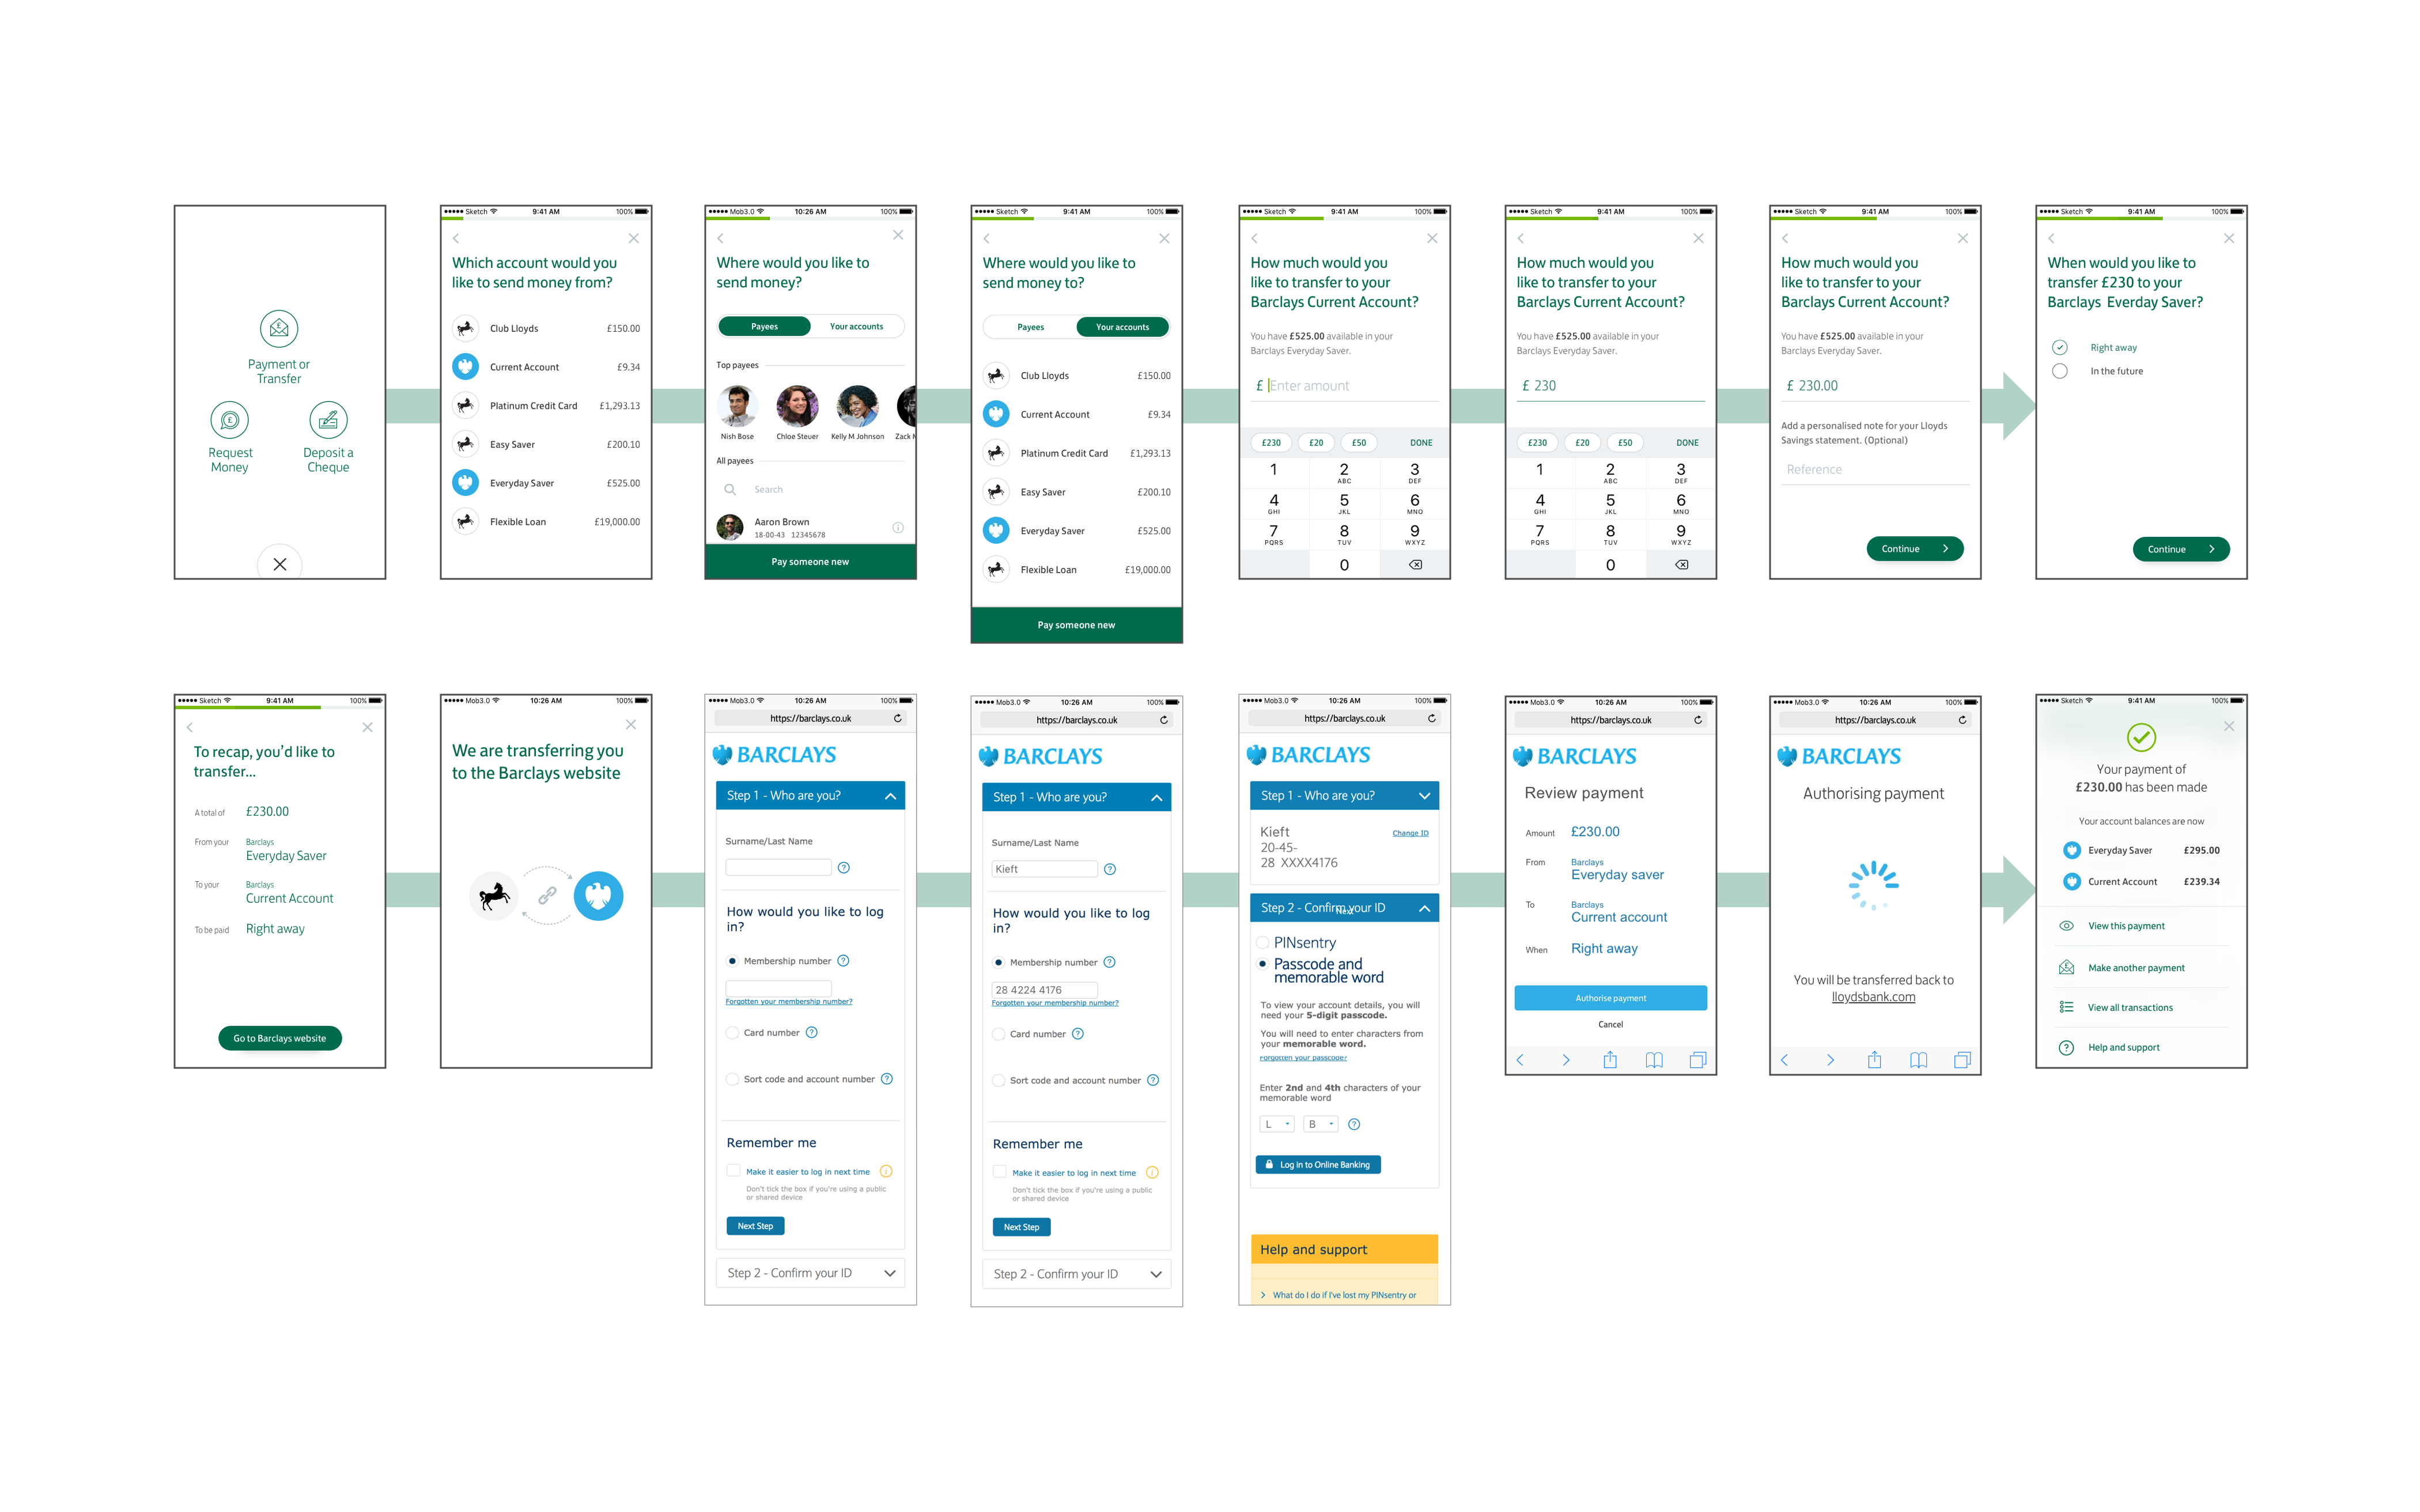 Payment or
Transfer
Request
Money
Deposit a
Cheque
Sketch 9:41 AM 100%
Which account would you
like to send money from?
Club Lloyds £150.00
Current Account £9.34
Platinum Credit Card £1,293.13
Easy Saver £200.10
Everyday Saver £525.00
Flexible Loan £19,000.00
Mob3.0 10:26 AM 100%
Where would you like to
send money?
Payees Your accounts
Top payees
Nish Bose Chloe Steuer Kelly M Johnson Zack
All payees
Search
Aaron Brown
18-00-43 12345678
Pay someone new
Sketch 9:41 AM 100%
Where would you like to
send money to?
Payees Your accounts
Club Lloyds £150.00
Current Account £9.34
Platinum Credit Card £1,293.13
Easy Saver £200.10
Everyday Saver £525.00
Flexible Loan £19,000.00
Pay someone new
Sketch 9:41 AM 100%
How much would you
like to transfer to your
Barclays Current Account?
You have £525.00 available in your
Barclays Everyday Saver.
£ Enter amount
£230 £20 £50 DONE
1 2 3
ABC DEF
4 5 6
GHI JKL MNO
7 8 9
PQRS TUV WXYZ
0
Sketch 9:41 AM 100%
How much would you
like to transfer to your
Barclays Current Account?
You have £525.00 available in your
Barclays Everyday Saver.
£ 230
£230 £20 £50 DONE
1 2 3
ABC DEF
4 5 6
GHI JKL MNO
7 8 9
PQRS TUV WXYZ
0
Sketch 9:41 AM 100%
How much would you
like to transfer to your
Barclays Current Account?
You have £525.00 available in your
Barclays Everyday Saver.
£ 230.00
Add a personalised note for your Lloyds
Savings statement. (Optional)
Reference
Continue
Sketch 9:41 AM 100%
When would you like to
transfer £230 to your
Barclays Everday Saver?
Right away
In the future
Continue
Sketch 9:41 AM 100%
To recap, you'd like to
transfer...
A total of £230.00
From your Barclays
Everyday Saver
To your Barclays
Current Account
To be paid Right away
Go to Barclays website
Mob3.0 10:26 AM 100%
We are transferring you
to the Barclays website
Mob3.0 10:26 AM 100%
https://barclays.co.uk
BARCLAYS
Step 1 - Who are you?
Surname/Last Name
?
How would you like to log
in?
Membership number ?
Forgotten your membership number?
Card number ?
Sort code and account number ?
Remember me
Make it easier to log in next time i
Don't tick the box if you're using a public
or shared device
Next Step
Step 2 - Confirm your ID
Mob3.0 10:26 AM 100%
https://barclays.co.uk
BARCLAYS
Step 1 - Who are you?
Surname/Last Name
Kieft ?
How would you like to log
in?
Membership number ?
28 4224 4176
Forgotten your membership number?
Card number ?
Sort code and account number ?
Remember me
Make it easier to log in next time i
Don't tick the box if you're using a public
or shared device
Next Step
Step 2 - Confirm your ID
Mob3.0 10:26 AM 100%
https://barclays.co.uk
BARCLAYS
Step 1 - Who are you?
Kieft Change ID
20-45-
28 XXXX4176
Step 2 - Confirm your ID
Next
PINsentry
Passcode and
memorable word
To view your account details, you will
need your 5-digit passcode.
You will need to enter characters from
your memorable word.
Forgotten your passcode?
Enter 2nd and 4th characters of your
memorable word
L B ?
Log in to Online Banking
Help and support
What do I do if I've lost my PINsentry or
Mob3.0 10:26 AM 100%
https://barclays.co.uk
BARCLAYS
Review payment
Amount £230.00
From Barclays
Everyday saver
To Barclays
Current account
When Right away
Authorise payment
Cancel
Mob3.0 10:26 AM 100%
https://barclays.co.uk
BARCLAYS
Authorising payment
You will be transferred back to
lloydsbank.com
Sketch 9:41 AM 100%
Your payment of
£230.00 has been made
Your account balances are now
Everyday Saver £295.00
Current Account £239.34
View this payment
Make another payment
View all transactions
? Help and support